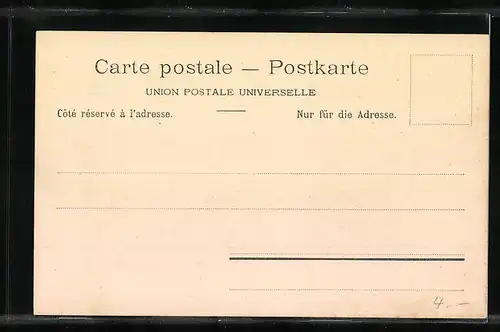 Carte postale — Postkarte
UNION POSTALE UNIVERSELLE
Côté réservé à l'adresse. Nur für die Adresse.
4.-